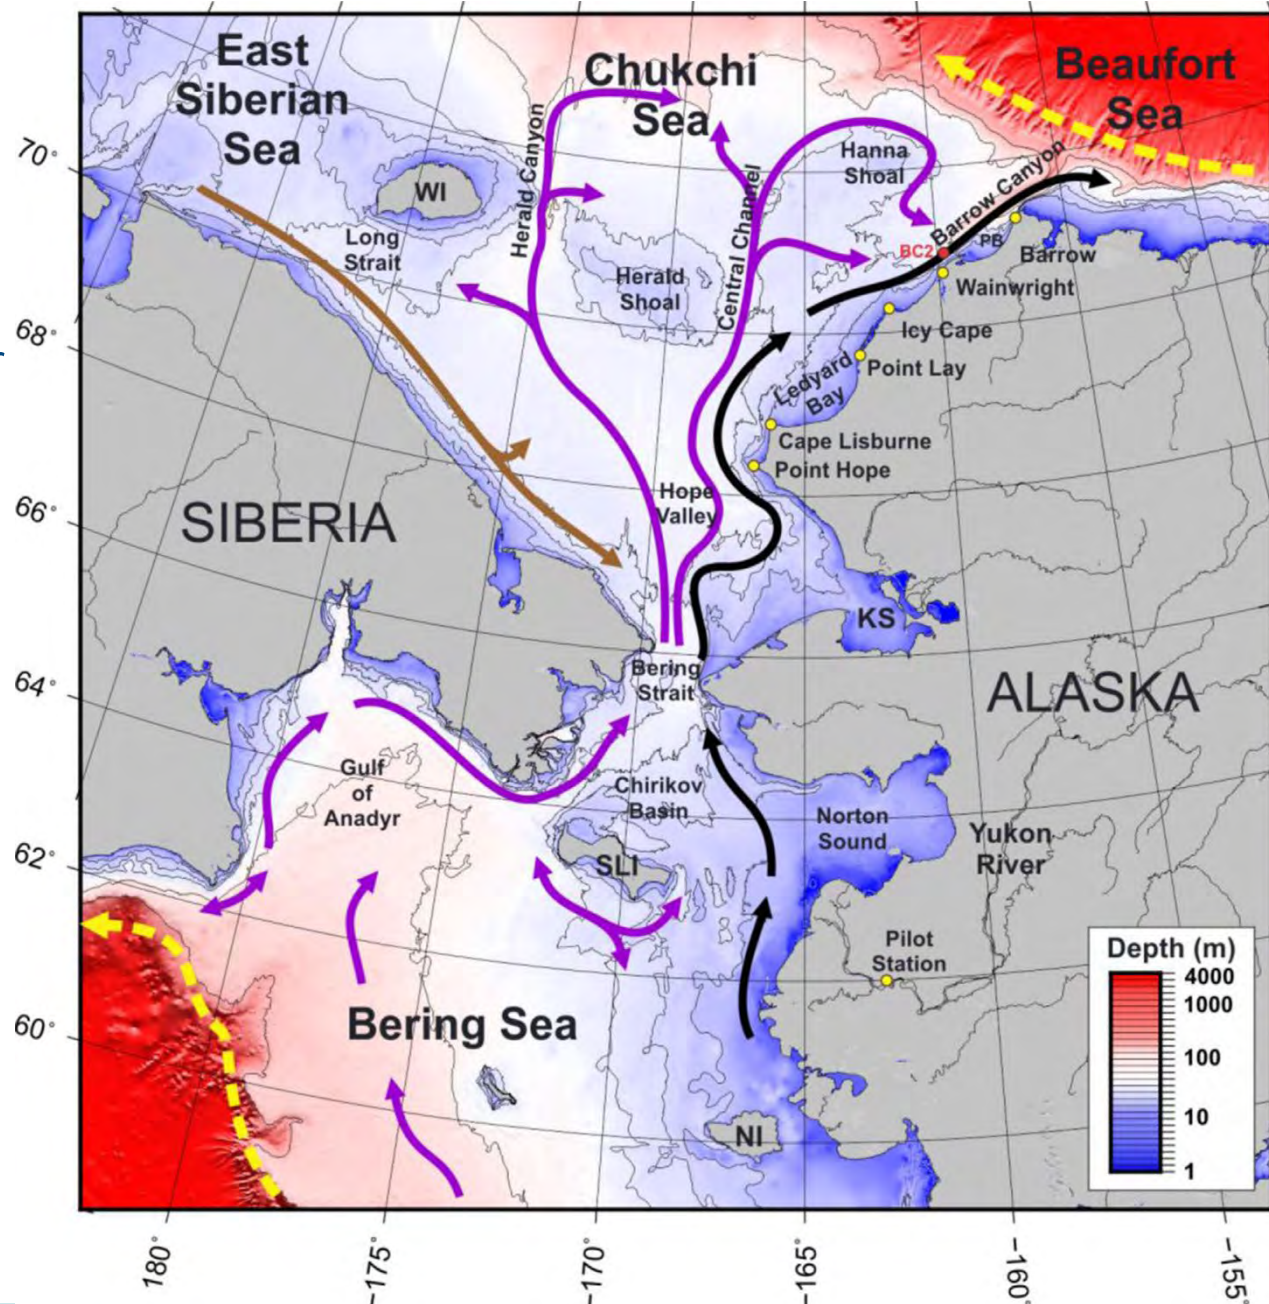 East
Siberian
Sea
Chukchi
Sea
Beaufort
Sea
70°
68°
66°
64°
62°
60°
WI
Long
Strait
Herald Canyon
Herald
Shoal
Central Channel
Hanna
Shoal
Barrow Canyon
BC2
PB
Barrow
Wainwright
Icy Cape
Point Lay
Ledyard
Bay
Cape Lisburne
Point Hope
Hope
Valley
SIBERIA
KS
Bering
Strait
ALASKA
Gulf
of
Anadyr
Chirikov
Basin
Norton
Sound
Yukon
River
SLI
Pilot
Station
Bering Sea
NI
Depth (m)
4000
1000
100
10
1
180°
-175°
-170°
-165°
-160°
-155°